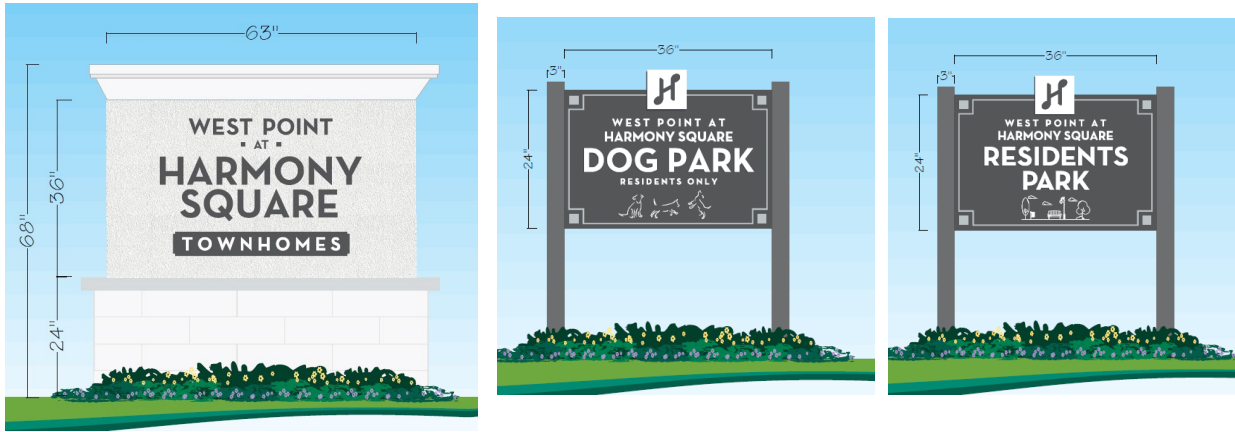 63"
68"
36"
24"
WEST POINT
▪ AT ▪
HARMONY
SQUARE
TOWNHOMES
36"
3"
24"
H
WEST POINT AT
HARMONY SQUARE
DOG PARK
RESIDENTS ONLY
36"
3"
24"
H
WEST POINT AT
HARMONY SQUARE
RESIDENTS
PARK